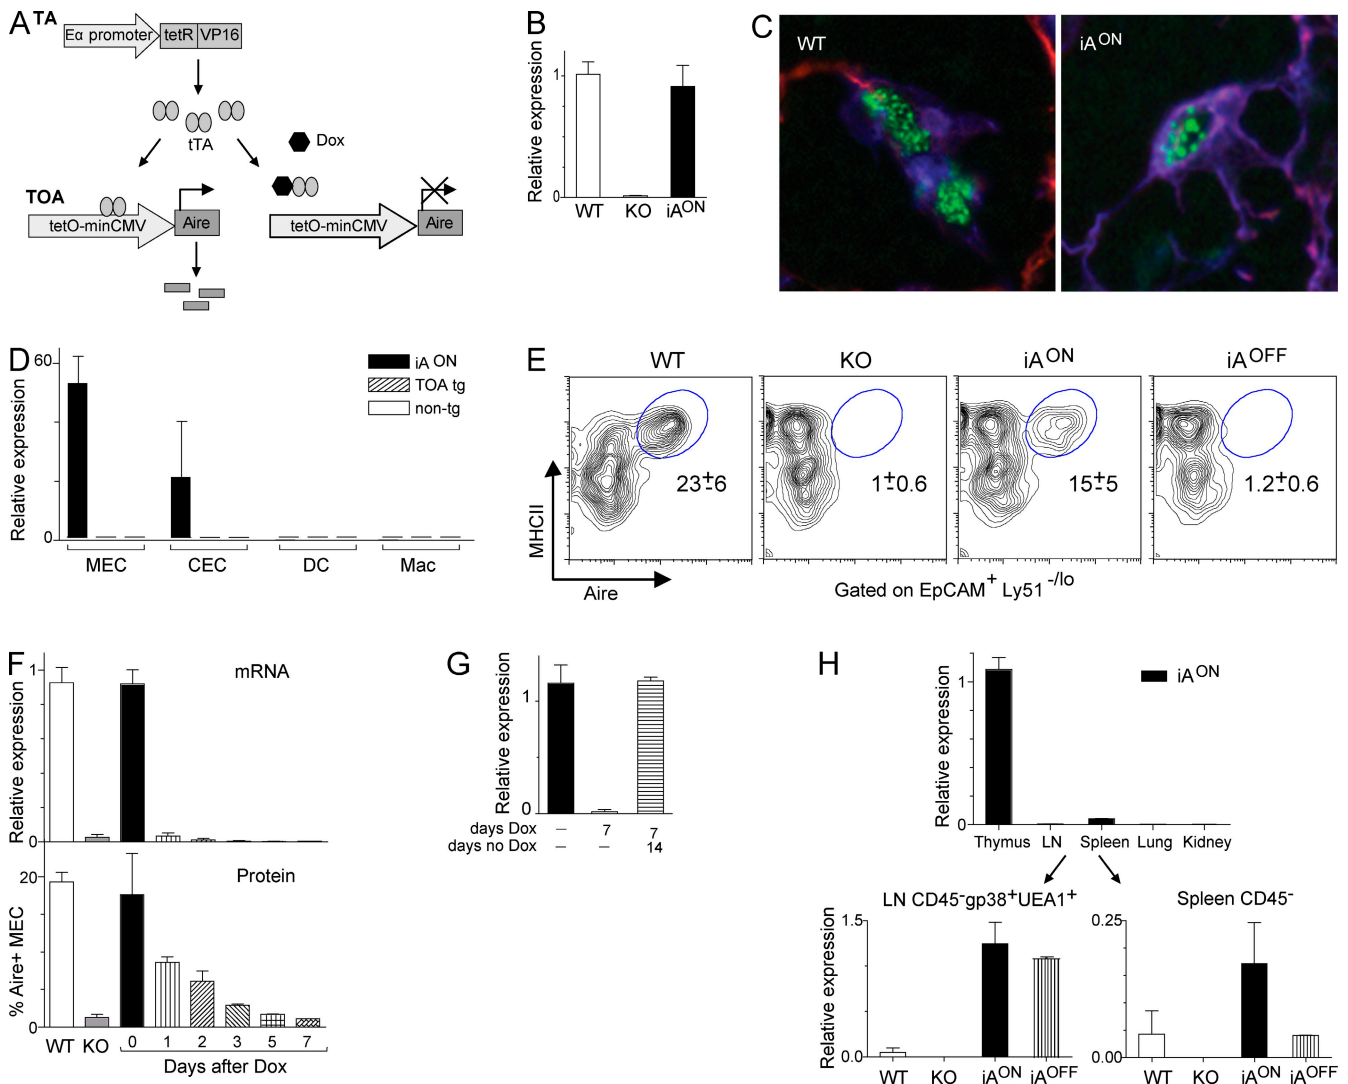 A TA
Eα promoter tetR VP16
tTA
Dox
TOA
tetO-minCMV Aire
tetO-minCMV Aire
B
Relative expression
1
0
WT KO iAON
C
WT
iAON
D
Relative expression
60
0
iA ON
TOA tg
non-tg
MEC CEC DC Mac
E
WT KO iAON iAOFF
23±6 1±0.6 15±5 1.2±0.6
MHCII
Aire
Gated on EpCAM+ Ly51 -/lo
F
mRNA
Relative expression
1
0
Protein
% Aire+ MEC
20
0
WT KO 0 1 2 3 5 7
Days after Dox
G
Relative expression
1
0
days Dox – 7 7
days no Dox – – 14
H
Relative expression
1
0
iAON
Thymus LN Spleen Lung Kidney
LN CD45-gp38+UEA1+
Relative expression
1.5
0.0
WT KO iAON iAOFF
Spleen CD45-
0.25
0.00
WT KO iAON iAOFF